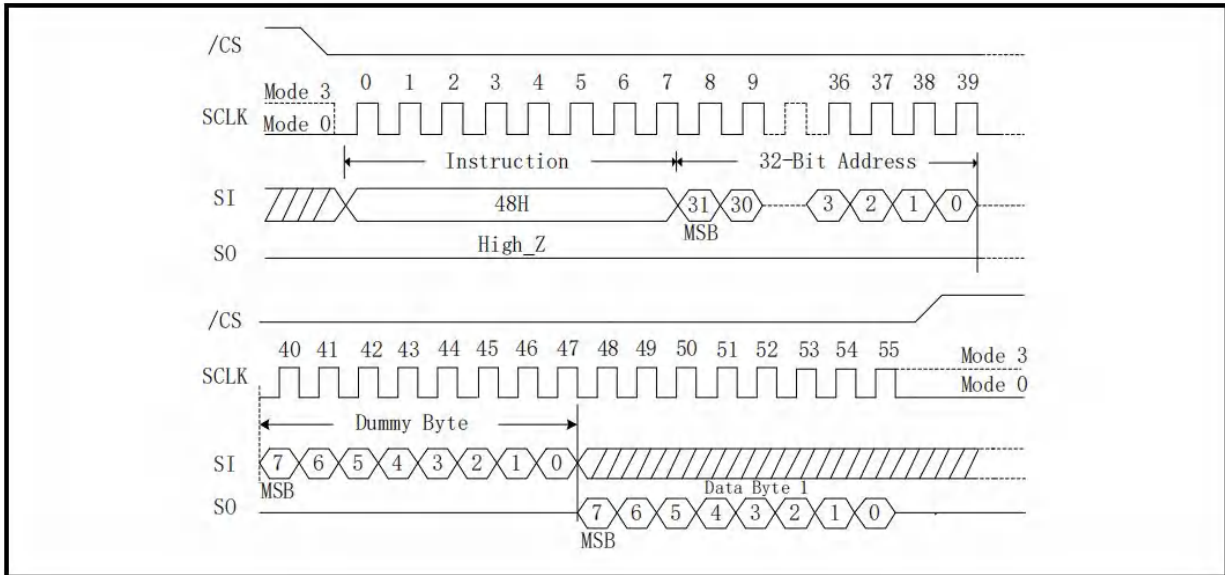 /CS
0 1 2 3 4 5 6 7 8 9 36 37 38 39
Mode 3
SCLK
Mode 0
Instruction 32-Bit Address
SI 48H 31 30 3 2 1 0
MSB
High_Z
SO
/CS
40 41 42 43 44 45 46 47 48 49 50 51 52 53 54 55
Mode 3
SCLK
Mode 0
Dummy Byte
SI 7 6 5 4 3 2 1 0
MSB
Data Byte 1
SO 7 6 5 4 3 2 1 0
MSB